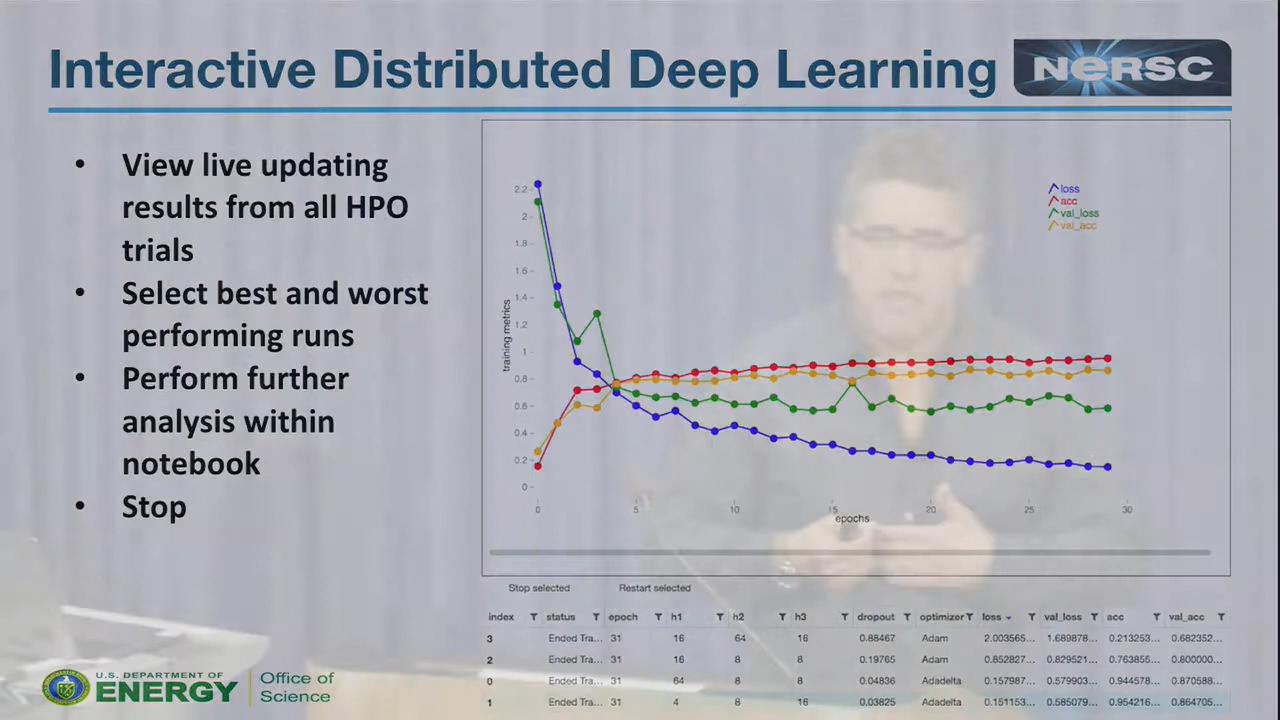 Interactive Distributed Deep Learning
NERSC
• View live updating
results from all HPO
trials
• Select best and worst
performing runs
• Perform further
analysis within
notebook
• Stop
loss
acc
val_loss
val_acc
training metrics
2.2
2
1.8
1.6
1.4
1.2
1
0.8
0.6
0.4
0.2
0
0 5 10 15 20 25 30
epochs
Stop selected Restart selected
index status epoch h1 h2 h3 dropout optimizer loss val_loss acc val_acc
3 Ended Tra... 31 16 64 16 0.88467 Adam 2.003565... 1.689878... 0.213253... 0.682352...
2 Ended Tra... 31 16 8 8 0.19765 Adam 0.852827... 0.829521... 0.763855... 0.800000...
0 Ended Tra... 31 64 8 8 0.04836 Adadelta 0.157987... 0.579903... 0.944578... 0.870588...
1 Ended Tra... 31 4 8 16 0.03825 Adadelta 0.151153... 0.585079... 0.954216... 0.864705...
U.S. DEPARTMENT OF
ENERGY
Office of
Science